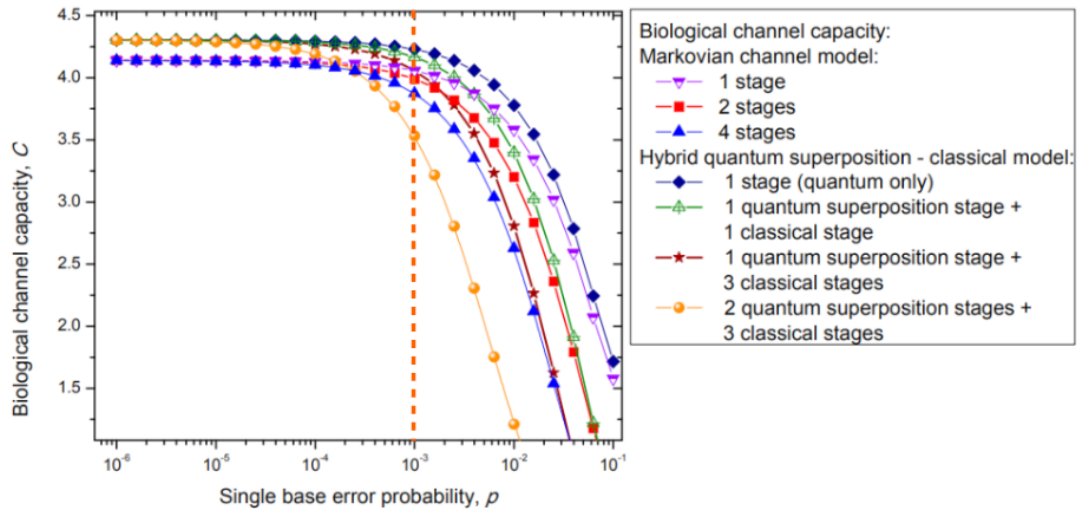 4.5
4.0
3.5
3.0
2.5
2.0
1.5
Biological channel capacity, C
10^-6
10^-5
10^-4
10^-3
10^-2
10^-1
Single base error probability, p
Biological channel capacity:
Markovian channel model:
1 stage
2 stages
4 stages
Hybrid quantum superposition - classical model:
1 stage (quantum only)
1 quantum superposition stage +
1 classical stage
1 quantum superposition stage +
3 classical stages
2 quantum superposition stages +
3 classical stages